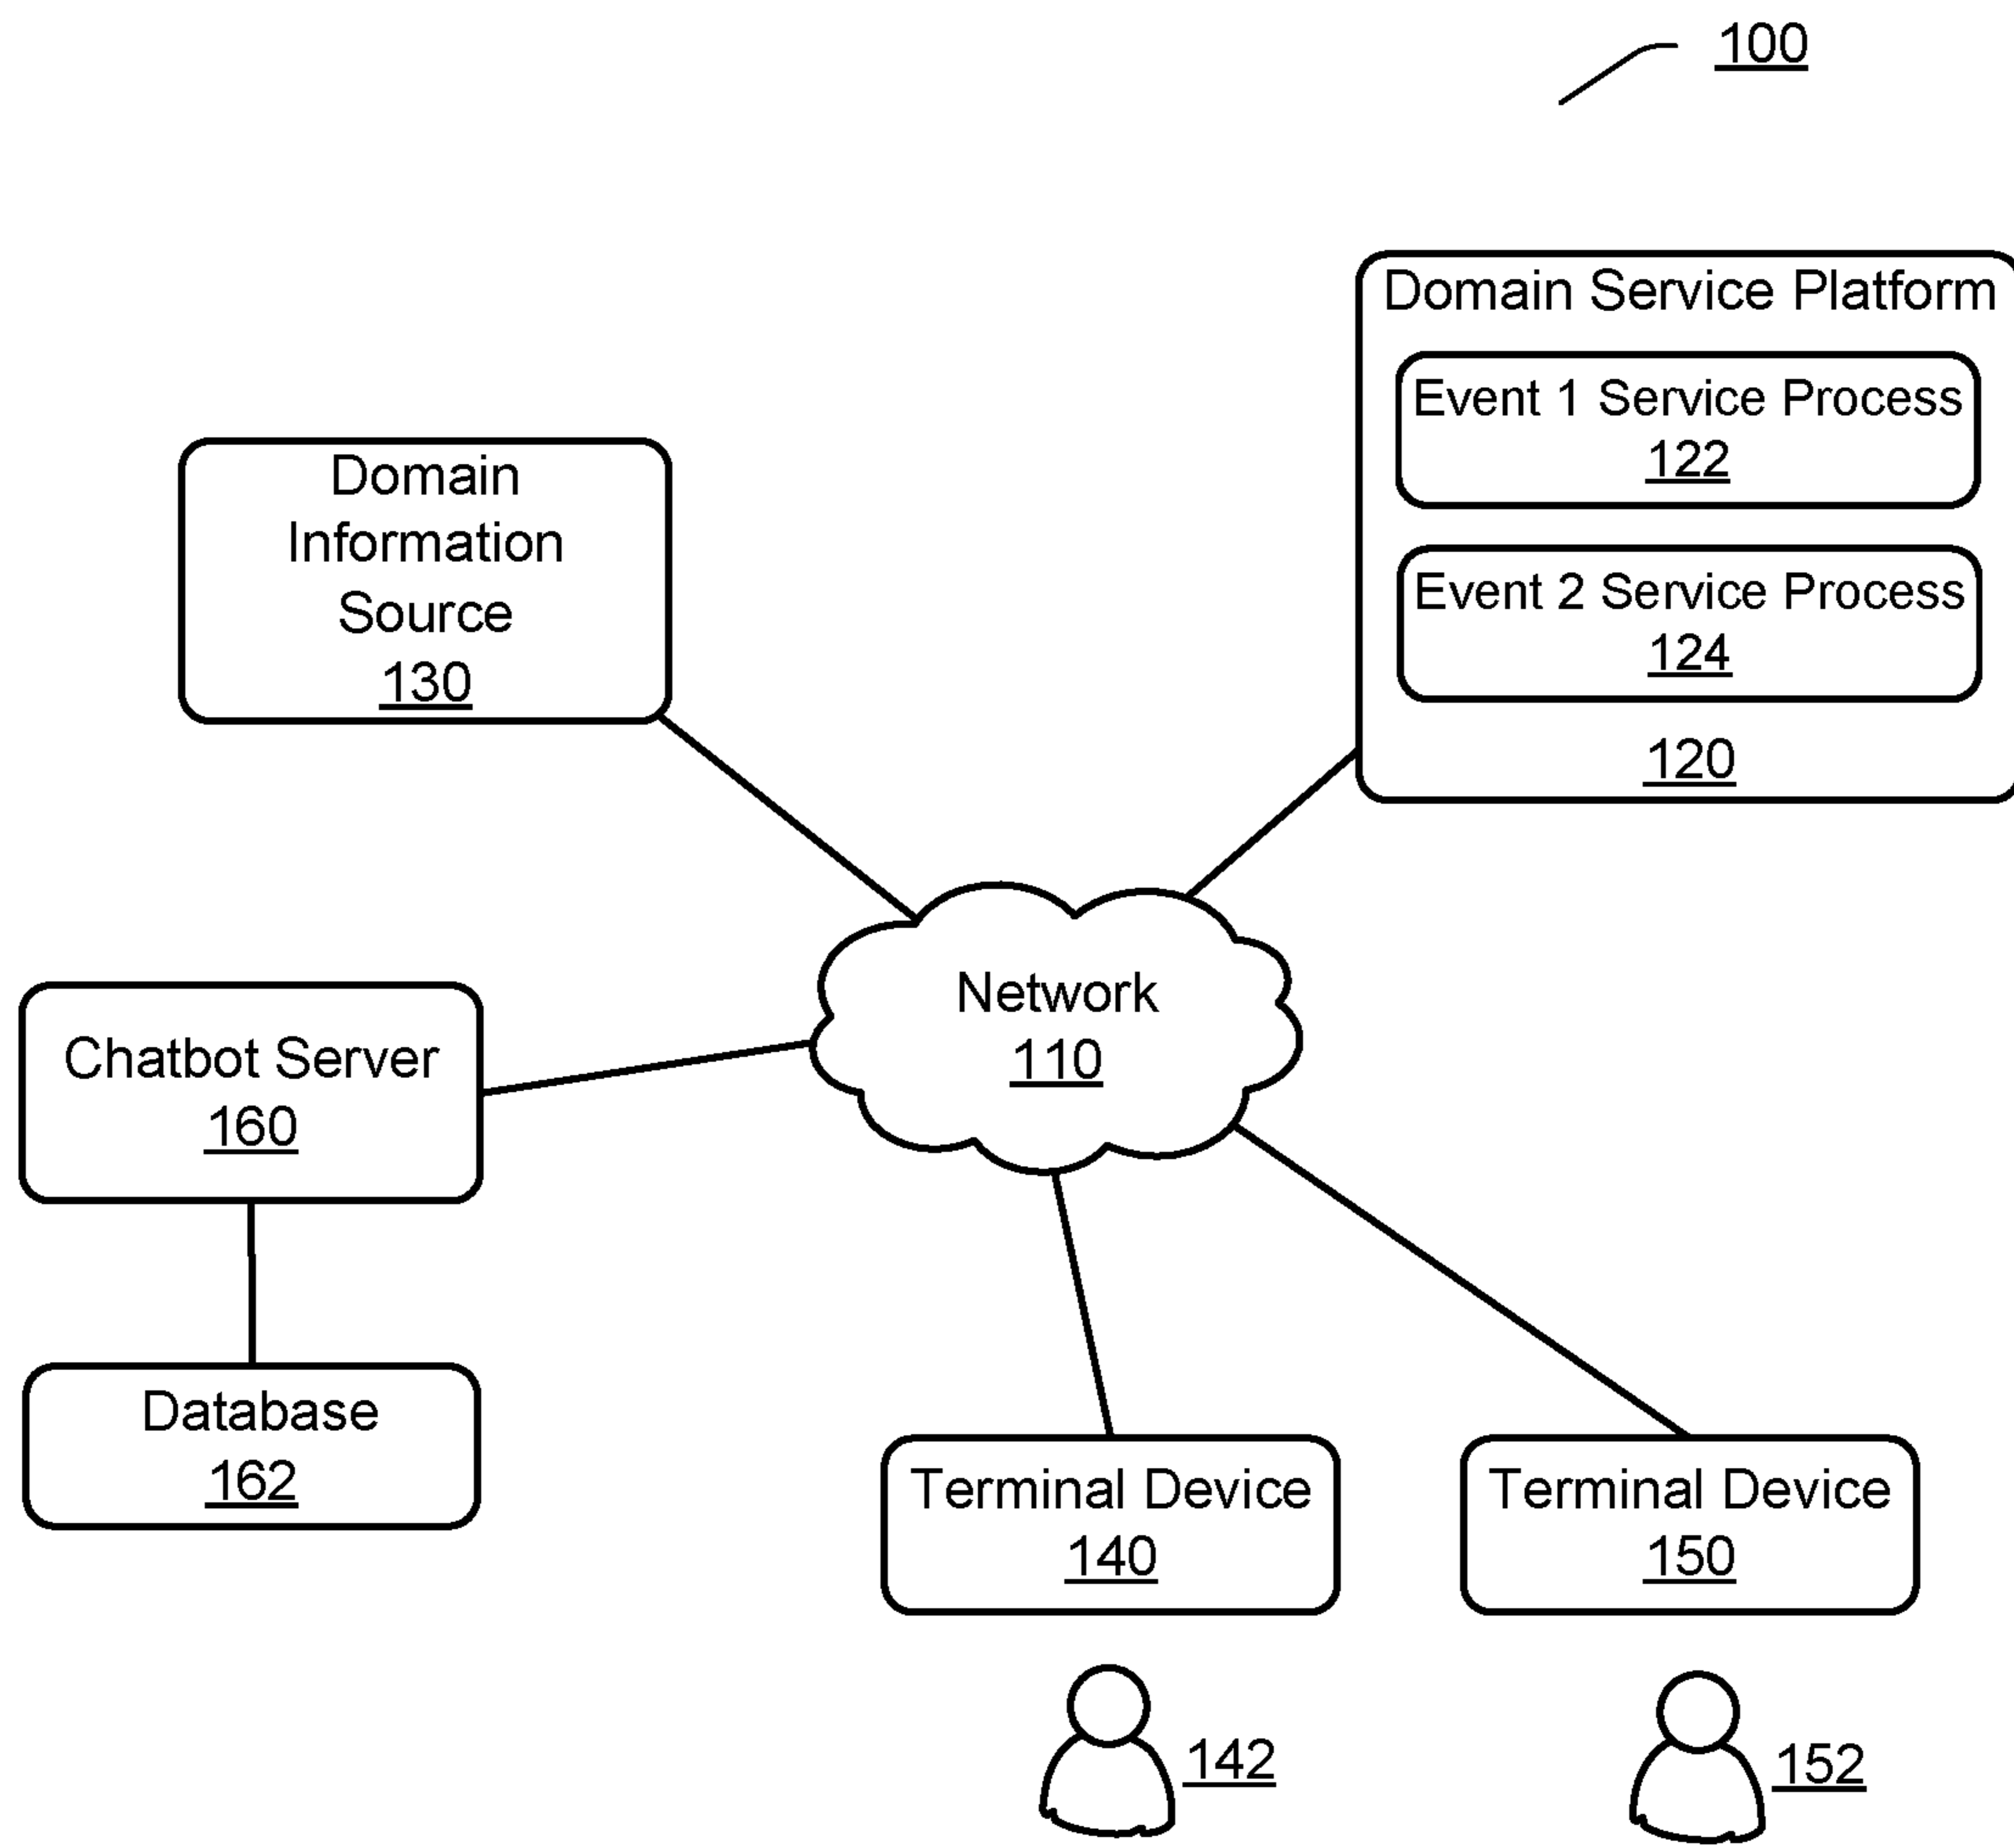 100
Domain Service Platform
Event 1 Service Process
122
Event 2 Service Process
124
120
Domain
Information
Source
130
Network
110
Chatbot Server
160
Database
162
Terminal Device
140
Terminal Device
150
142
152